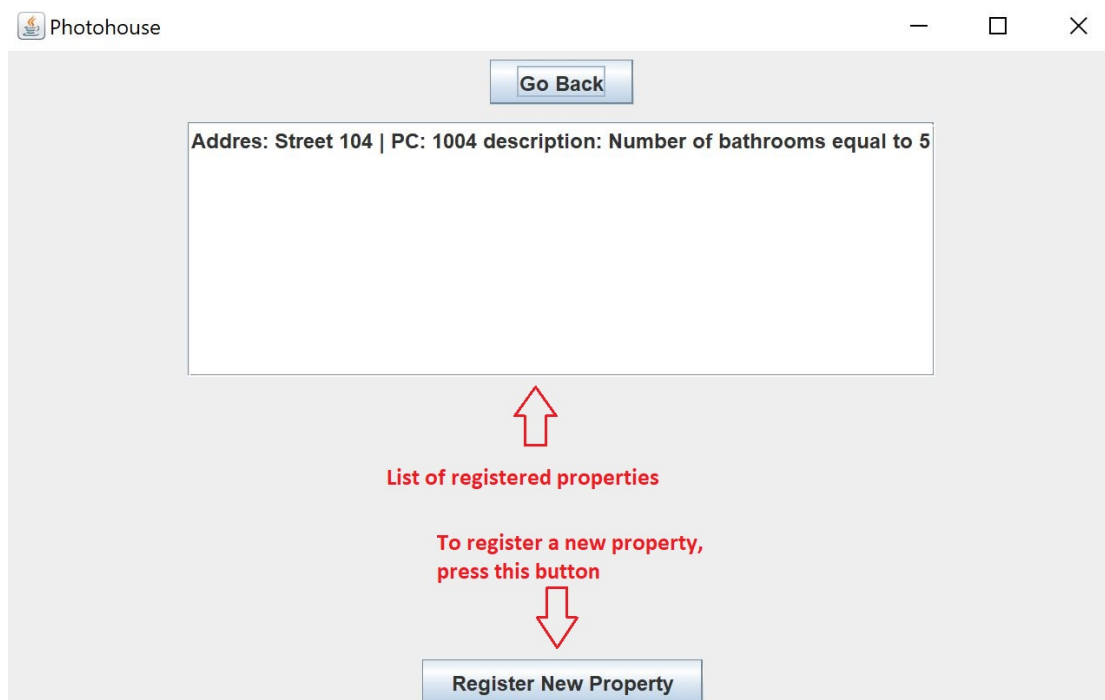 Photohouse
Go Back
Addres: Street 104 | PC: 1004 description: Number of bathrooms equal to 5
List of registered properties
To register a new property,
press this button
Register New Property